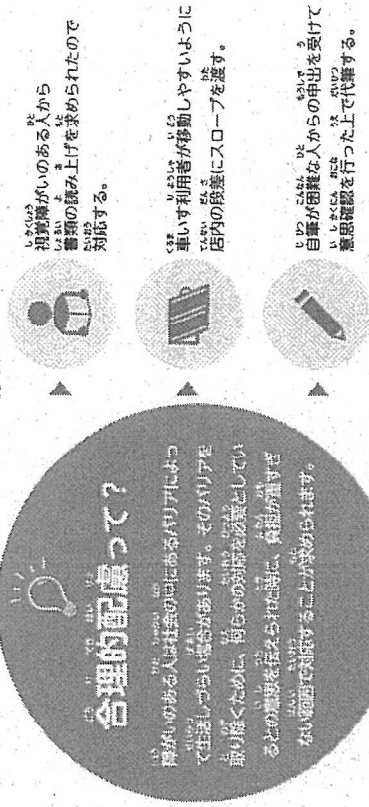 合理的配慮って？
障がいのある人は社会の中にあるバリアによっ
て生活しづらい場合があります。そのバリアを
取り除くために、何らかの対応を必要としてい
るとの意思を伝えられた時に、負担が重すぎ
ない範囲で対応することが求められます。
視覚障がいのある人から
書類の読み上げを求められたので
対応する。
車いす利用者が移動しやすいように
店内の段差にスロープを渡す。
自筆が困難な人からの申出を受けて
意思確認を行った上で代筆する。